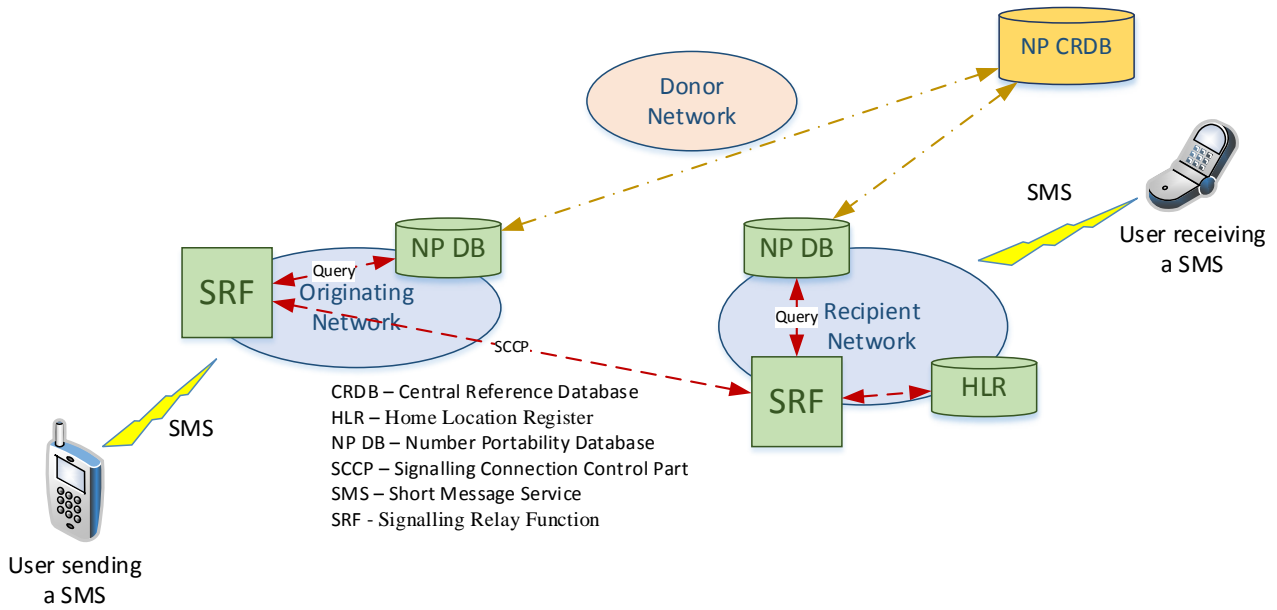 NP CRDB
Donor
Network
SMS
User receiving
a SMS
NP DB
NP DB
Query
SRF
Originating
Network
Query
Recipient
Network
SCCP
HLR
SRF
CRDB – Central Reference Database
HLR – Home Location Register
NP DB – Number Portability Database
SCCP – Signalling Connection Control Part
SMS – Short Message Service
SRF - Signalling Relay Function
SMS
User sending
a SMS